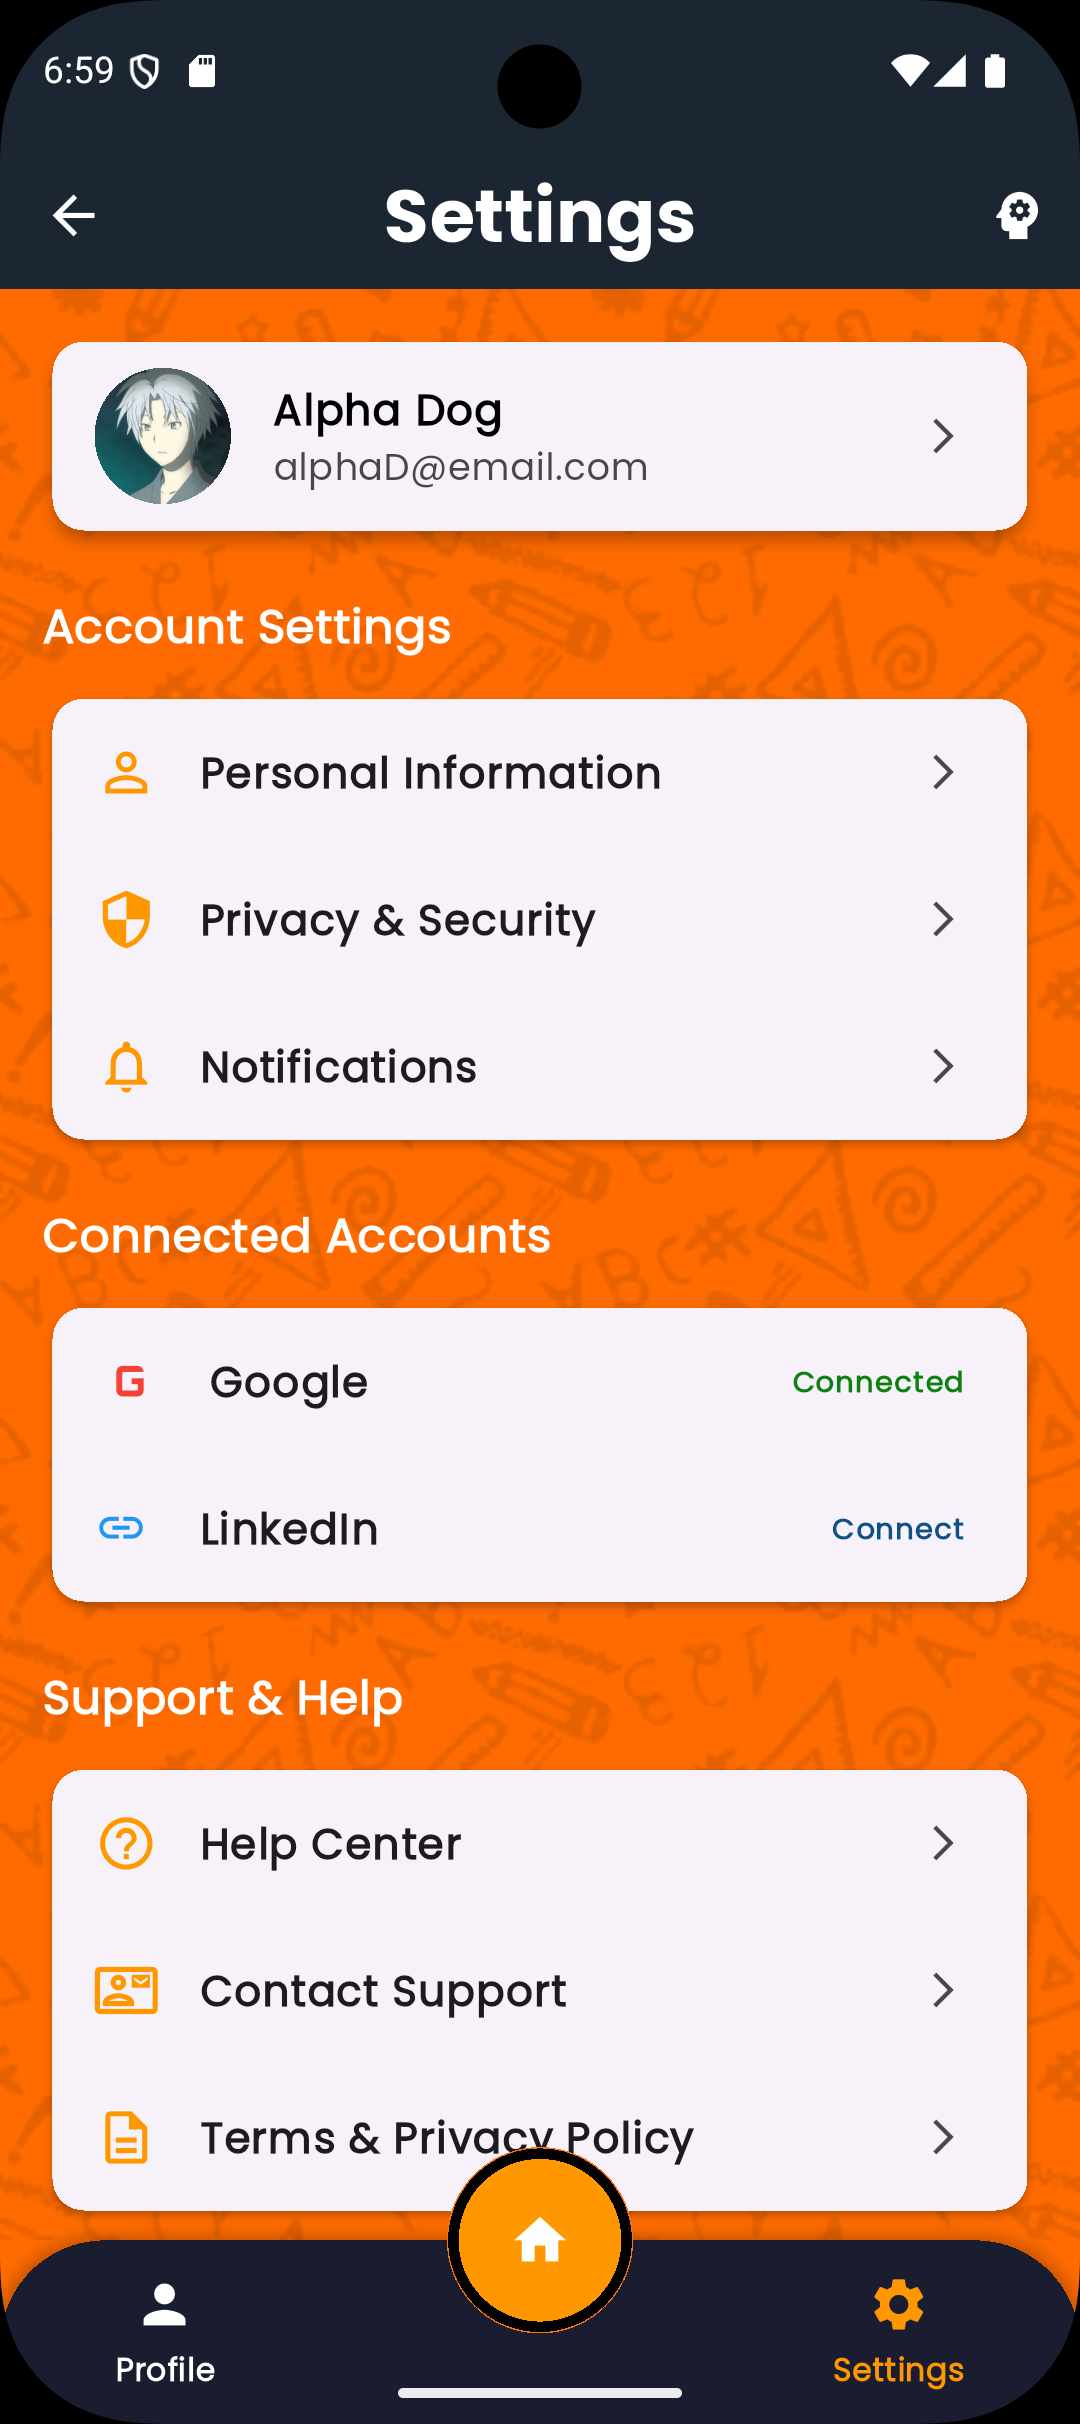 6:59
Settings
Alpha Dog
alphaD@email.com
Account Settings
Personal Information
Privacy & Security
Notifications
Connected Accounts
Google Connected
LinkedIn Connect
Support & Help
Help Center
Contact Support
Terms & Privacy Policy
Profile Settings